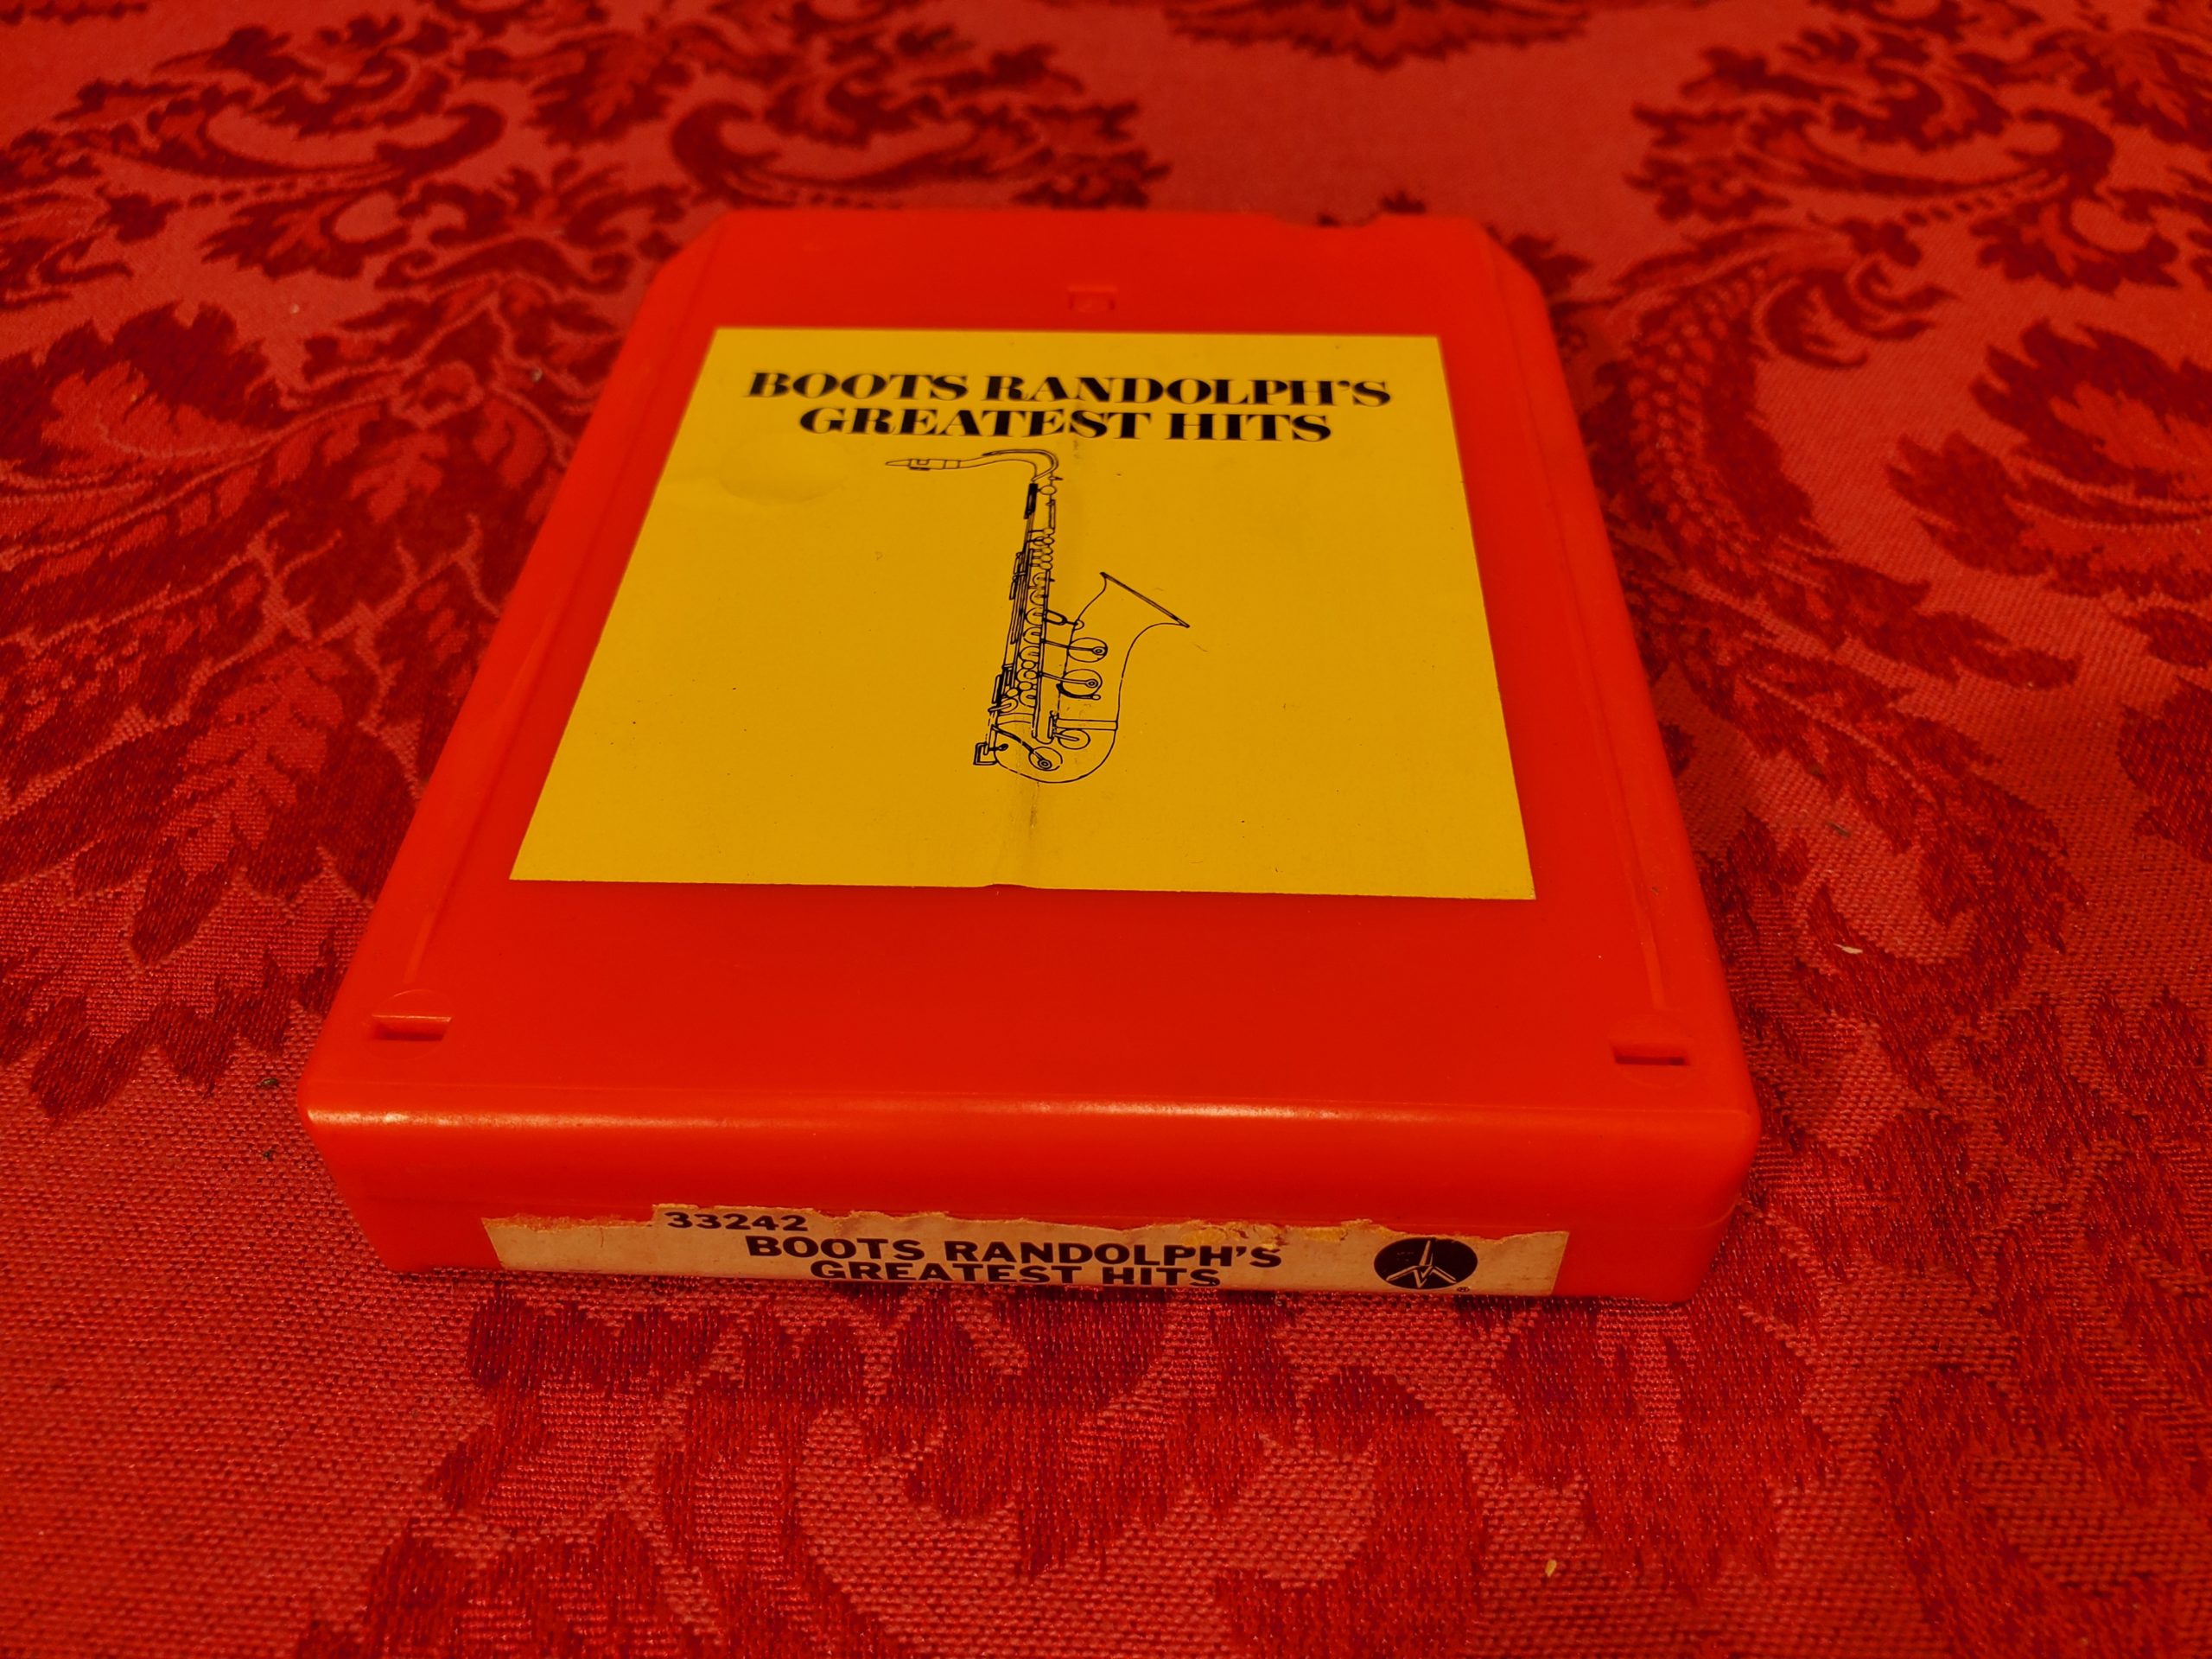 BOOTS RANDOLPH'S
GREATEST HITS
33242
BOOTS RANDOLPH'S
GREATEST HITS
®